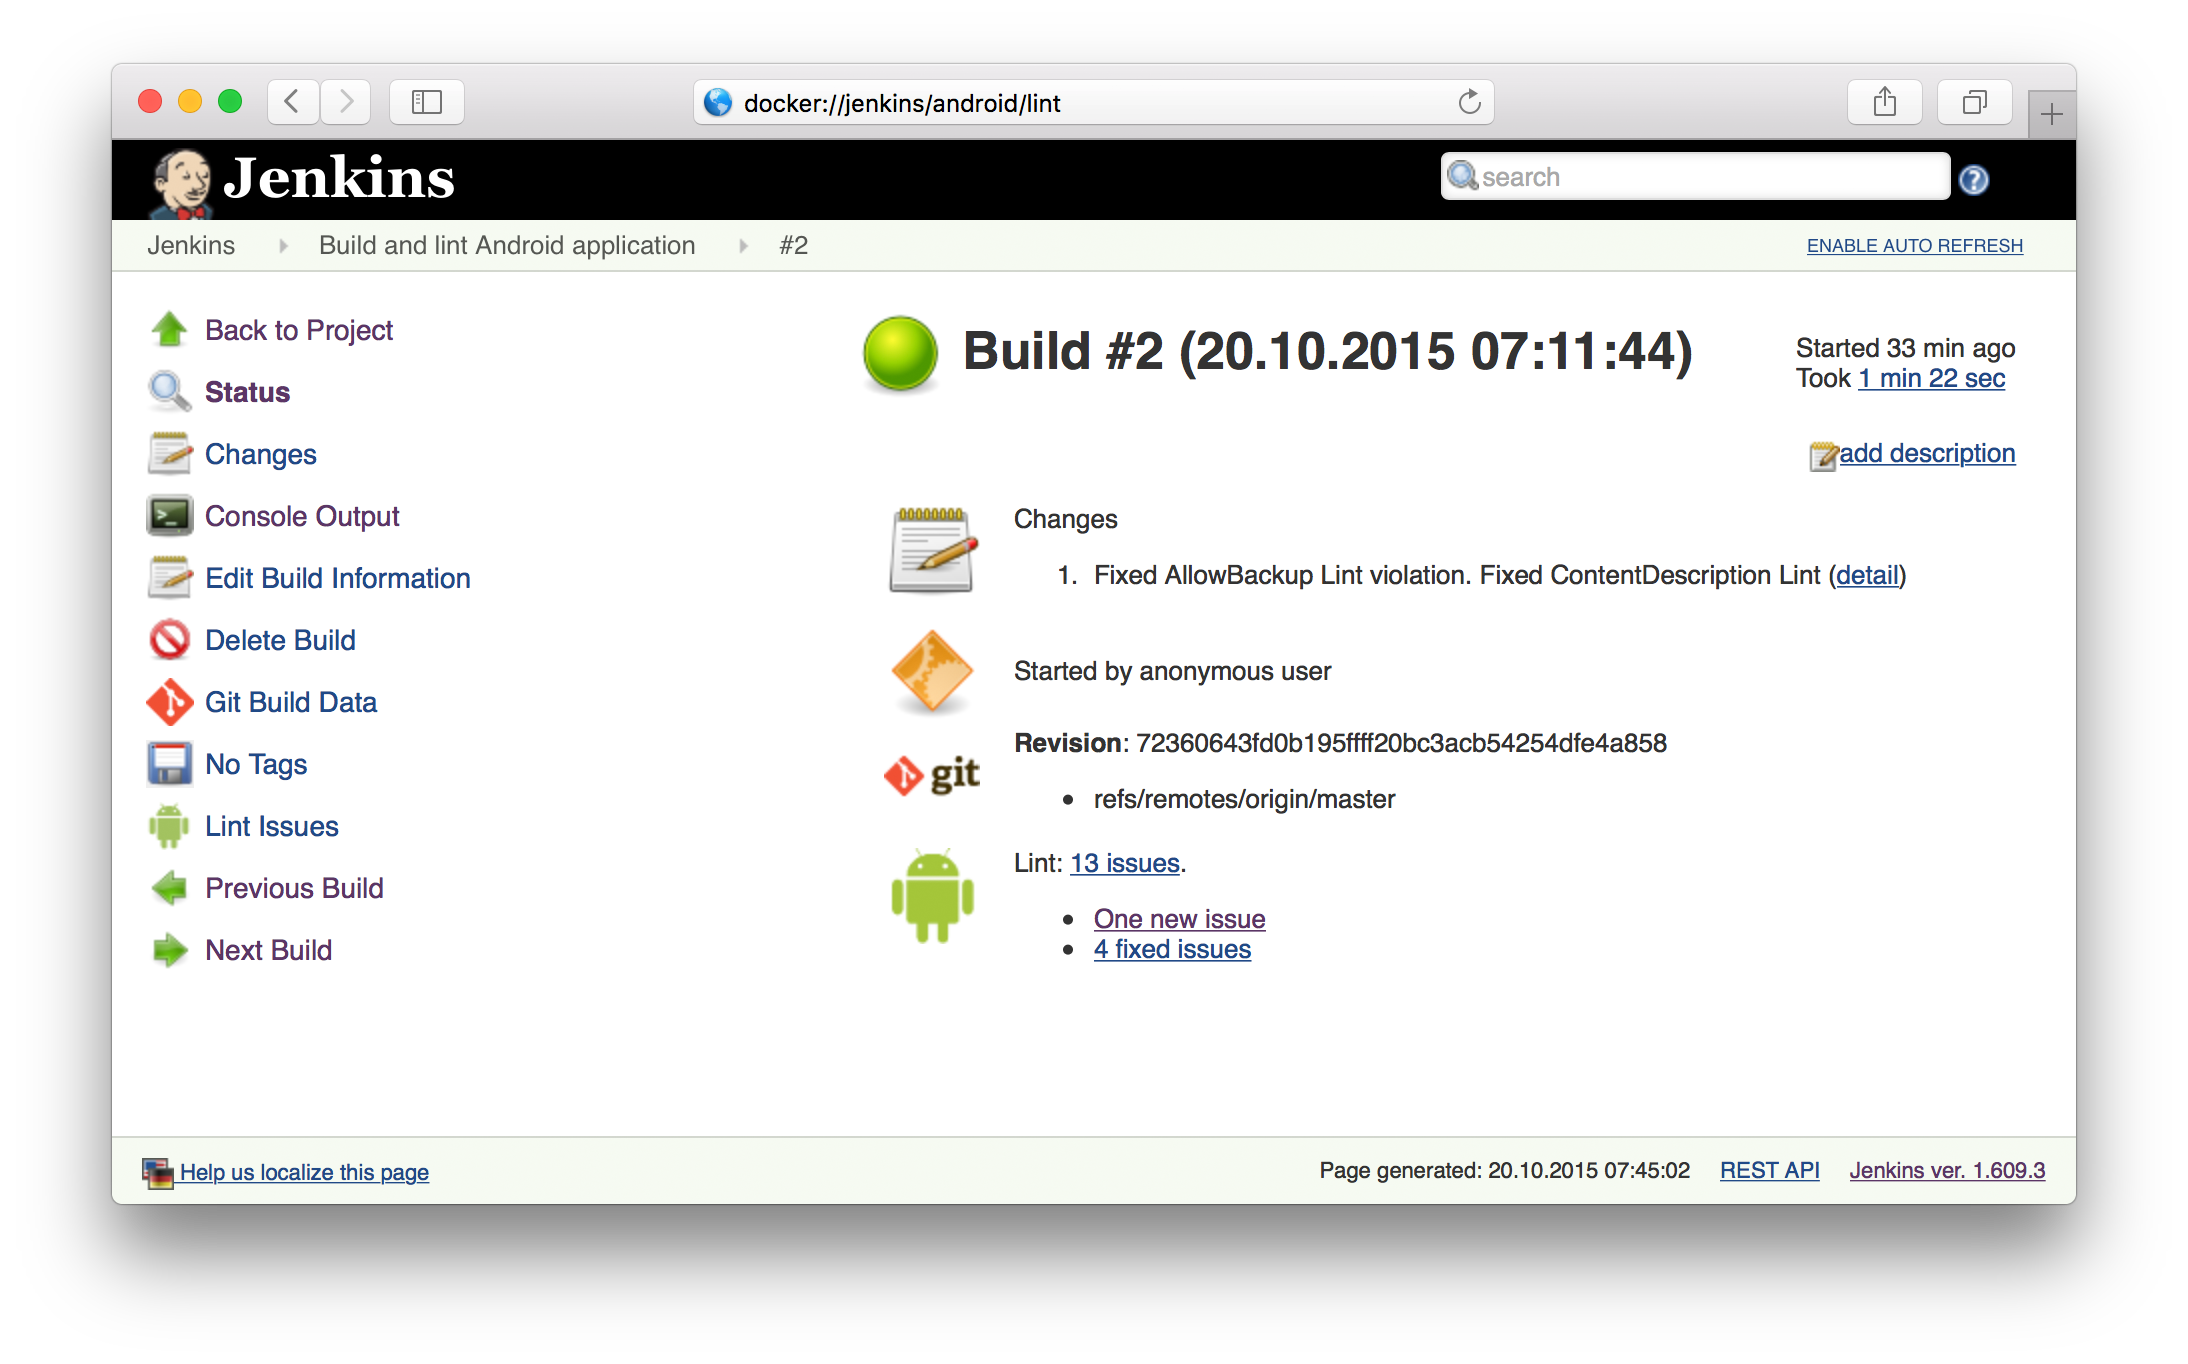 docker://jenkins/android/lint
Jenkins
search
Jenkins Build and lint Android application #2
ENABLE AUTO REFRESH
Back to Project
Status
Changes
Console Output
Edit Build Information
Delete Build
Git Build Data
No Tags
Lint Issues
Previous Build
Next Build
Build #2 (20.10.2015 07:11:44)
Started 33 min ago
Took 1 min 22 sec
add description
Changes
1. Fixed AllowBackup Lint violation. Fixed ContentDescription Lint (detail)
Started by anonymous user
git
Revision: 72360643fd0b195ffff20bc3acb54254dfe4a858
• refs/remotes/origin/master
Lint: 13 issues.
• One new issue
• 4 fixed issues
Help us localize this page
Page generated: 20.10.2015 07:45:02 REST API Jenkins ver. 1.609.3